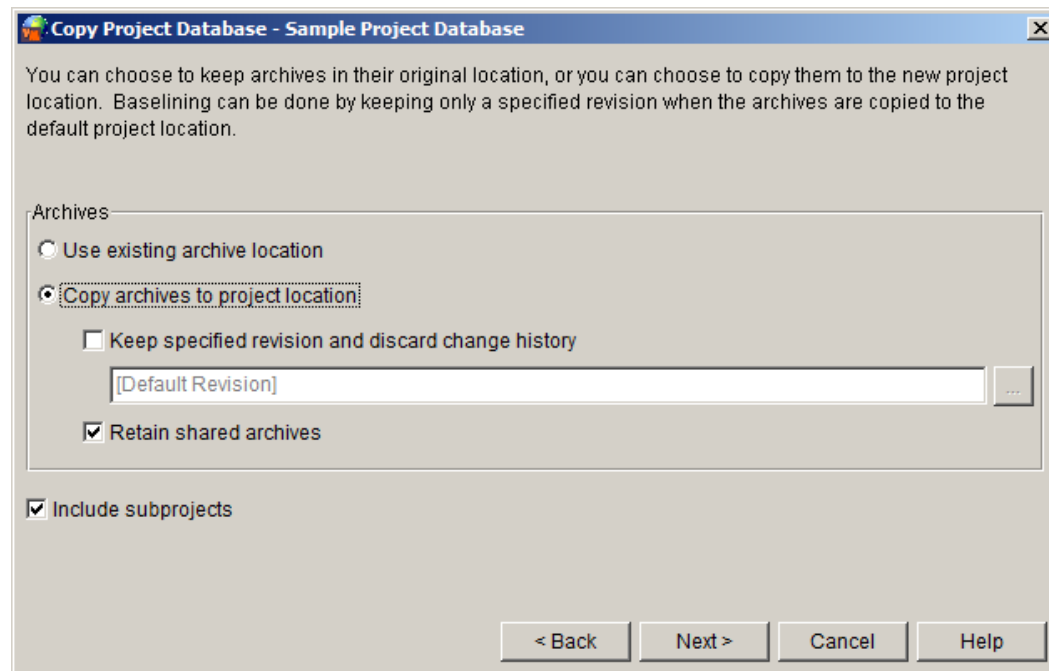 Copy Project Database - Sample Project Database
You can choose to keep archives in their original location, or you can choose to copy them to the new project
location. Baselining can be done by keeping only a specified revision when the archives are copied to the
default project location.
Archives
Use existing archive location
Copy archives to project location
Keep specified revision and discard change history
[Default Revision]
...
Retain shared archives
Include subprojects
< Back
Next >
Cancel
Help